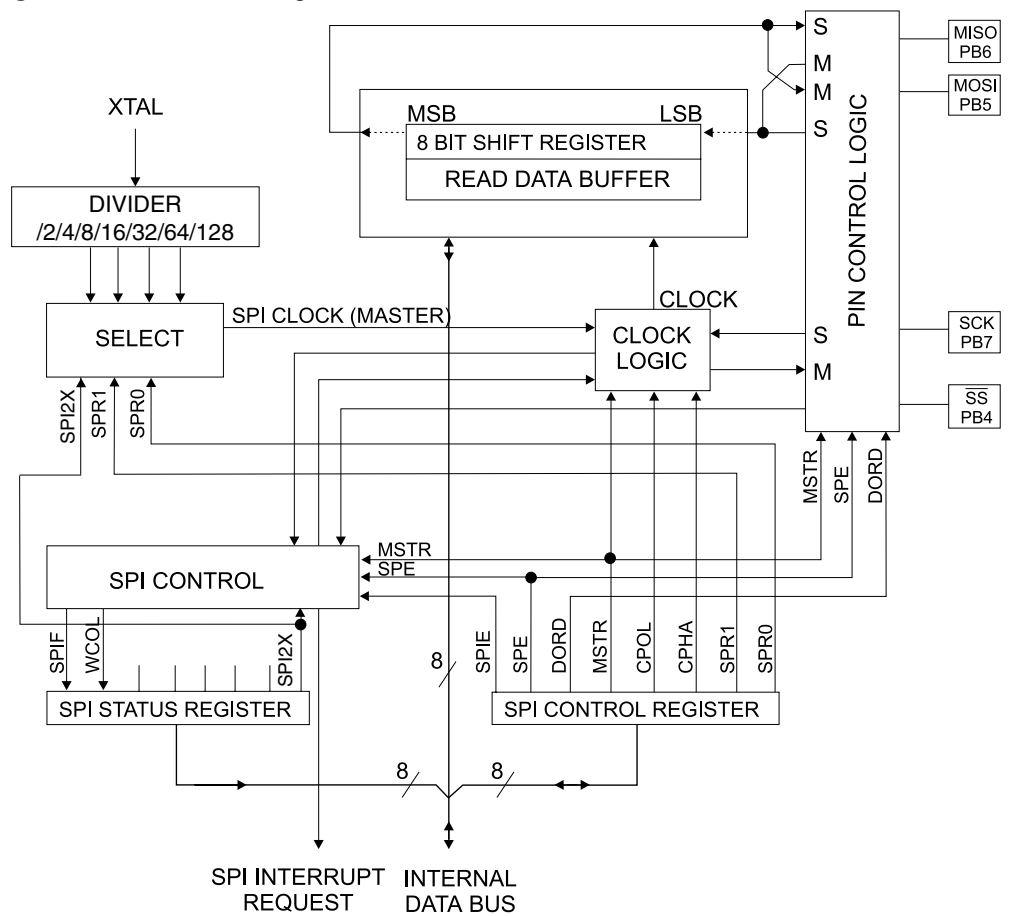 S
MISO
PB6
M
MOSI
PB5
M
S
MSB
LSB
8 BIT SHIFT REGISTER
READ DATA BUFFER
XTAL
DIVIDER
/2/4/8/16/32/64/128
PIN CONTROL LOGIC
SPI CLOCK (MASTER)
SELECT
CLOCK
CLOCK
LOGIC
S
M
SCK
PB7
SS
PB4
SPI2X
SPR1
SPR0
MSTR
SPE
DORD
SPI CONTROL
MSTR
SPE
SPIF
WCOL
SPI2X
SPIE
SPE
DORD
MSTR
CPOL
CPHA
SPR1
SPR0
8
SPI STATUS REGISTER
SPI CONTROL REGISTER
8
8
SPI INTERRUPT
REQUEST
INTERNAL
DATA BUS